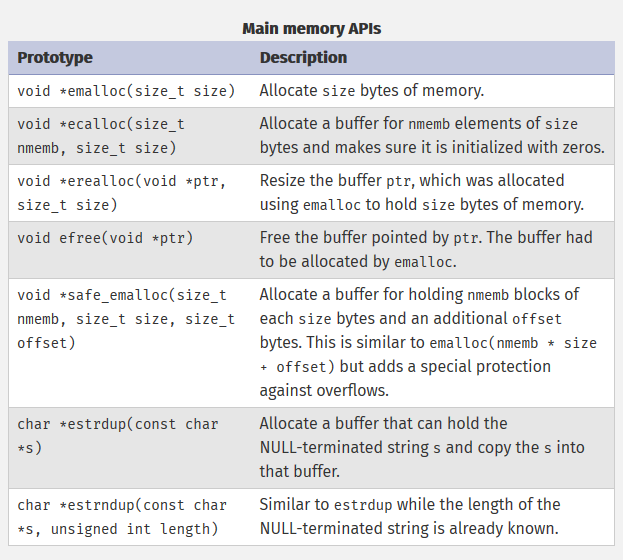 Main memory APIs
Prototype Description
void *emalloc(size_t size) Allocate size bytes of memory.
void *ecalloc(size_t Allocate a buffer for nmemb elements of size
nmemb, size_t size) bytes and makes sure it is initialized with zeros.
void *erealloc(void *ptr, Resize the buffer ptr, which was allocated
size_t size) using emalloc to hold size bytes of memory.
void efree(void *ptr) Free the buffer pointed by ptr. The buffer had
to be allocated by emalloc.
void *safe_emalloc(size_t Allocate a buffer for holding nmemb blocks of
nmemb, size_t size, size_t each size bytes and an additional offset
offset) bytes. This is similar to emalloc(nmemb * size
+ offset) but adds a special protection
against overflows.
char *estrdup(const char Allocate a buffer that can hold the
*s) NULL-terminated string s and copy the s into
that buffer.
char *estrndup(const char Similar to estrdup while the length of the
*s, unsigned int length) NULL-terminated string is already known.